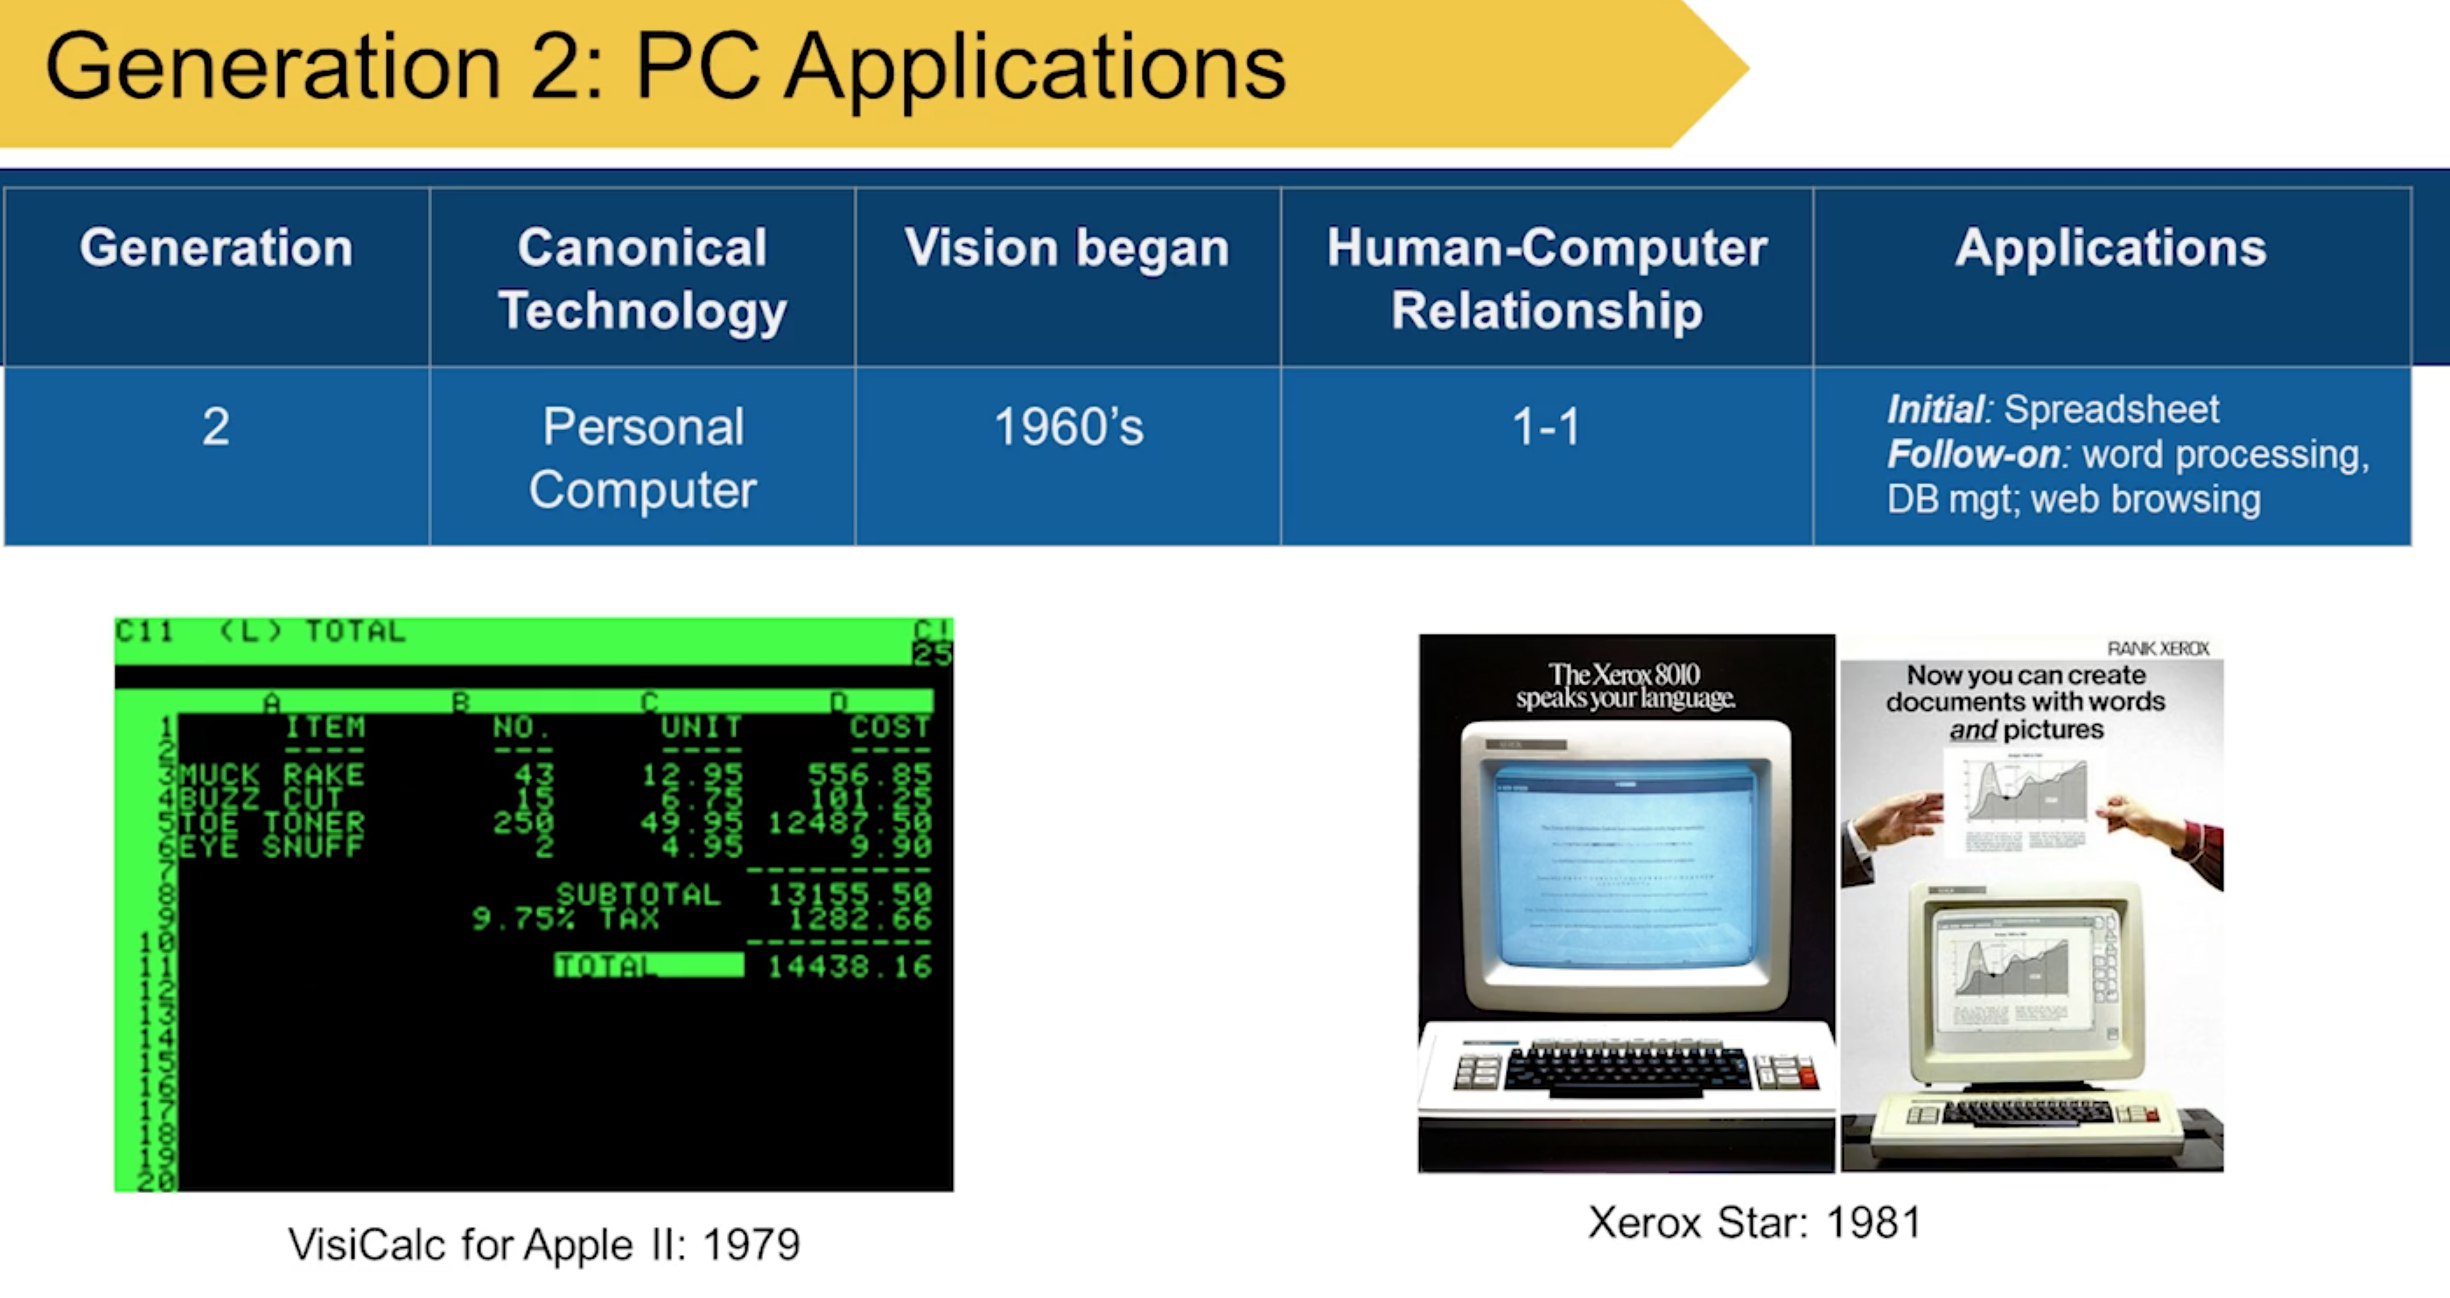 Generation 2: PC Applications
Generation
Canonical
Technology
Vision began
Human-Computer
Relationship
Applications
2
Personal
Computer
1960’s
1-1
Initial: Spreadsheet
Follow-on: word processing,
DB mgt; web browsing
C11 (L) TOTAL C!
25
A B C D
1 ITEM NO. UNIT COST
2 ---- --- ---- ----
3 MUCK RAKE 43 12.95 556.85
4 BUZZ CUT 15 6.75 101.25
5 TOE TONER 250 49.95 12487.50
6 EYE SNUFF 2 4.95 9.90
7 ---------
8 SUBTOTAL 13155.50
9 9.75% TAX 1282.66
10 ---------
11 TOTAL 14438.16
12
13
14
15
16
17
18
19
20
VisiCalc for Apple II: 1979
The Xerox 8010
speaks your language.
RANK XEROX
Now you can create
documents with words
and pictures
Xerox Star: 1981